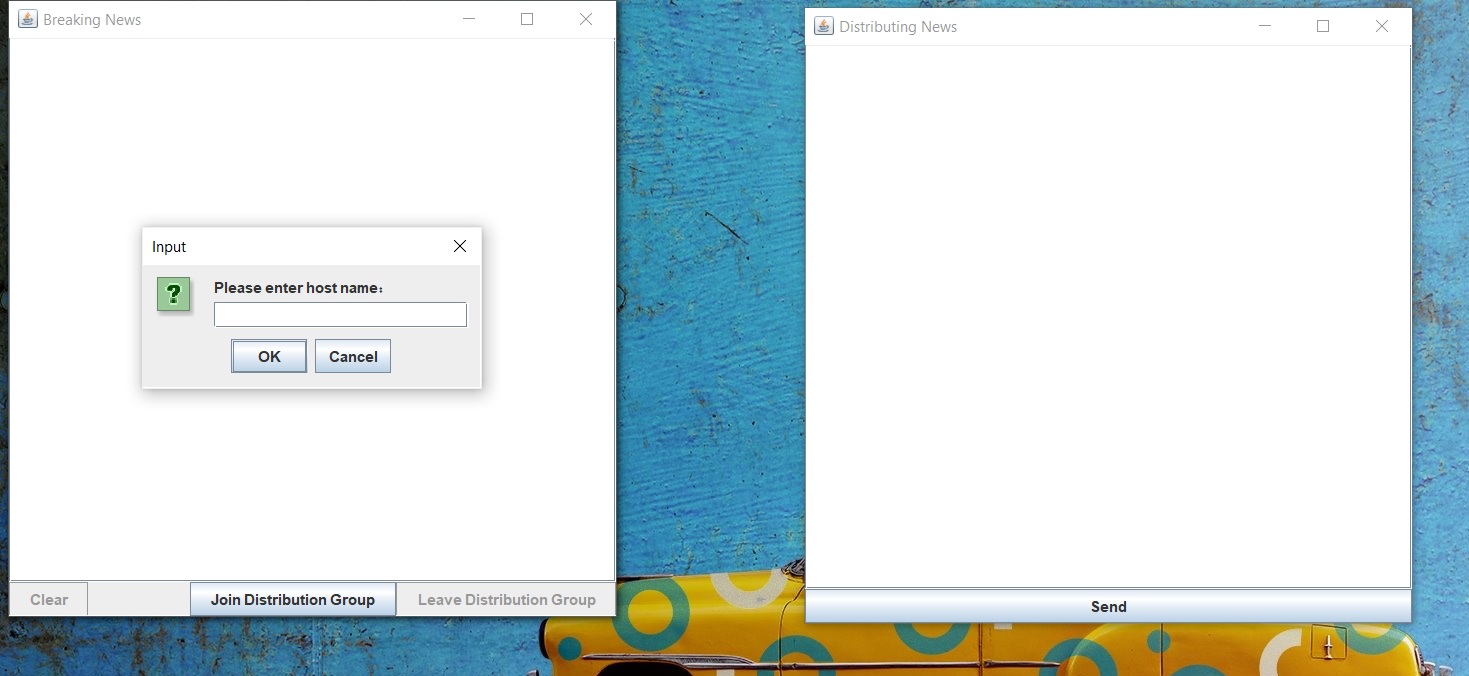 Breaking News
Input
Please enter host name:
?
OK Cancel
Clear Join Distribution Group Leave Distribution Group
Distributing News
Send